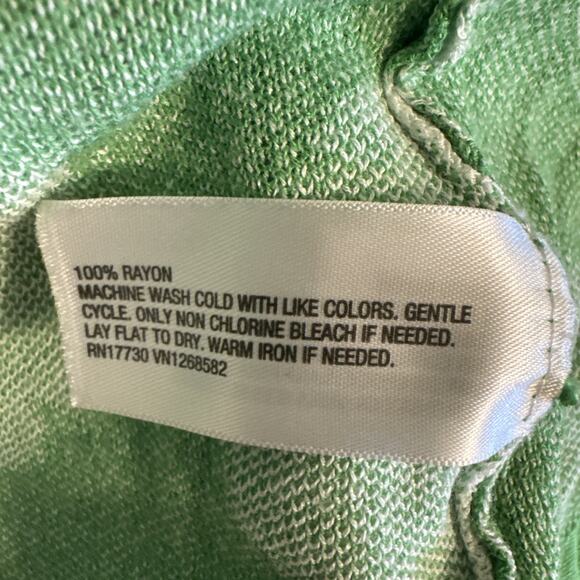 100% RAYON
MACHINE WASH COLD WITH LIKE COLORS. GENTLE
CYCLE. ONLY NON CHLORINE BLEACH IF NEEDED.
LAY FLAT TO DRY. WARM IRON IF NEEDED.
RN17730 VN1268582